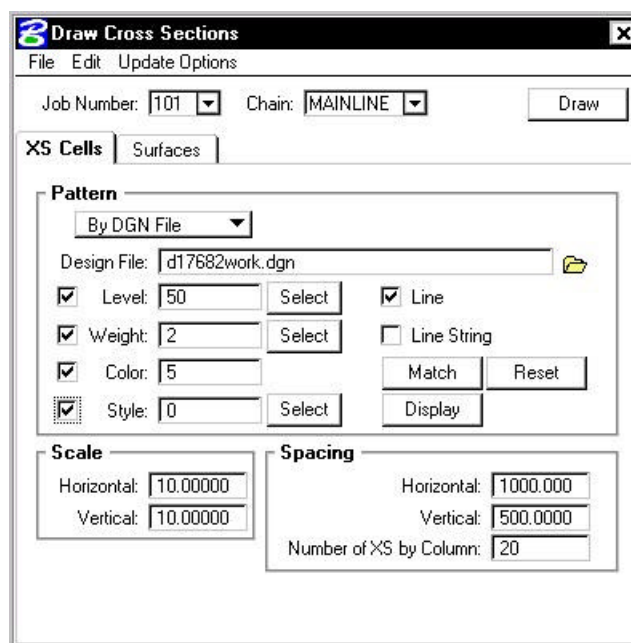 Draw Cross Sections
File Edit Update Options
Job Number: 101 Chain: MAINLINE Draw
XS Cells Surfaces
Pattern
By DGN File
Design File: d17682work.dgn
Level: 50 Select Line
Weight: 2 Select Line String
Color: 5 Match Reset
Style: 0 Select Display
Scale Spacing
Horizontal: 10.00000 Horizontal: 1000.000
Vertical: 10.00000 Vertical: 500.0000
Number of XS by Column: 20